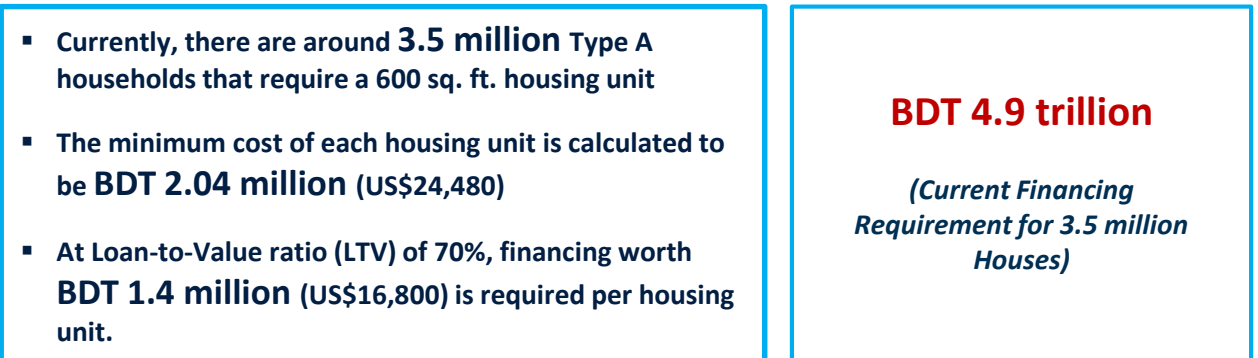 ▪ Currently, there are around 3.5 million Type A
households that require a 600 sq. ft. housing unit
▪ The minimum cost of each housing unit is calculated to
be BDT 2.04 million (US$24,480)
▪ At Loan-to-Value ratio (LTV) of 70%, financing worth
BDT 1.4 million (US$16,800) is required per housing
unit.
BDT 4.9 trillion
(Current Financing
Requirement for 3.5 million
Houses)